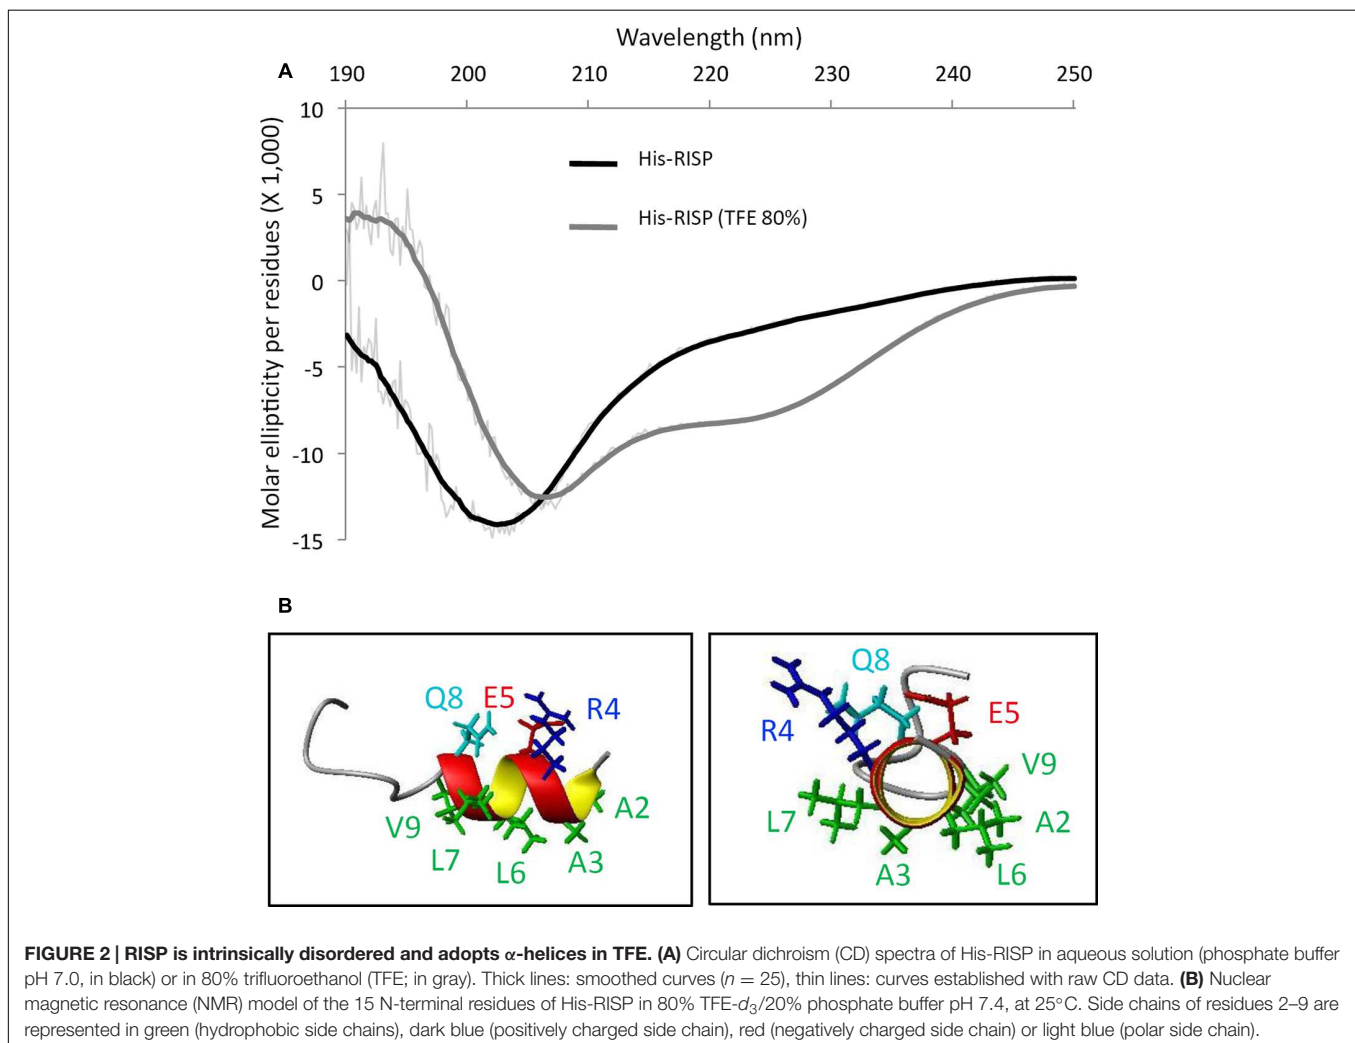 Wavelength (nm)
A
190 200 210 220 230 240 250
10
5
0
-5
-10
-15
Molar ellipticity per residues (X 1,000)
His-RISP
His-RISP (TFE 80%)
B
Q8 E5 R4
V9 L7 L6 A3 A2
Q8
R4 E5
V9
L7 A2
A3 L6
FIGURE 2 | RISP is intrinsically disordered and adopts α-helices in TFE. (A) Circular dichroism (CD) spectra of His-RISP in aqueous solution (phosphate buffer
pH 7.0, in black) or in 80% trifluoroethanol (TFE; in gray). Thick lines: smoothed curves (n = 25), thin lines: curves established with raw CD data. (B) Nuclear
magnetic resonance (NMR) model of the 15 N-terminal residues of His-RISP in 80% TFE-d₃/20% phosphate buffer pH 7.4, at 25°C. Side chains of residues 2–9 are
represented in green (hydrophobic side chains), dark blue (positively charged side chain), red (negatively charged side chain) or light blue (polar side chain).